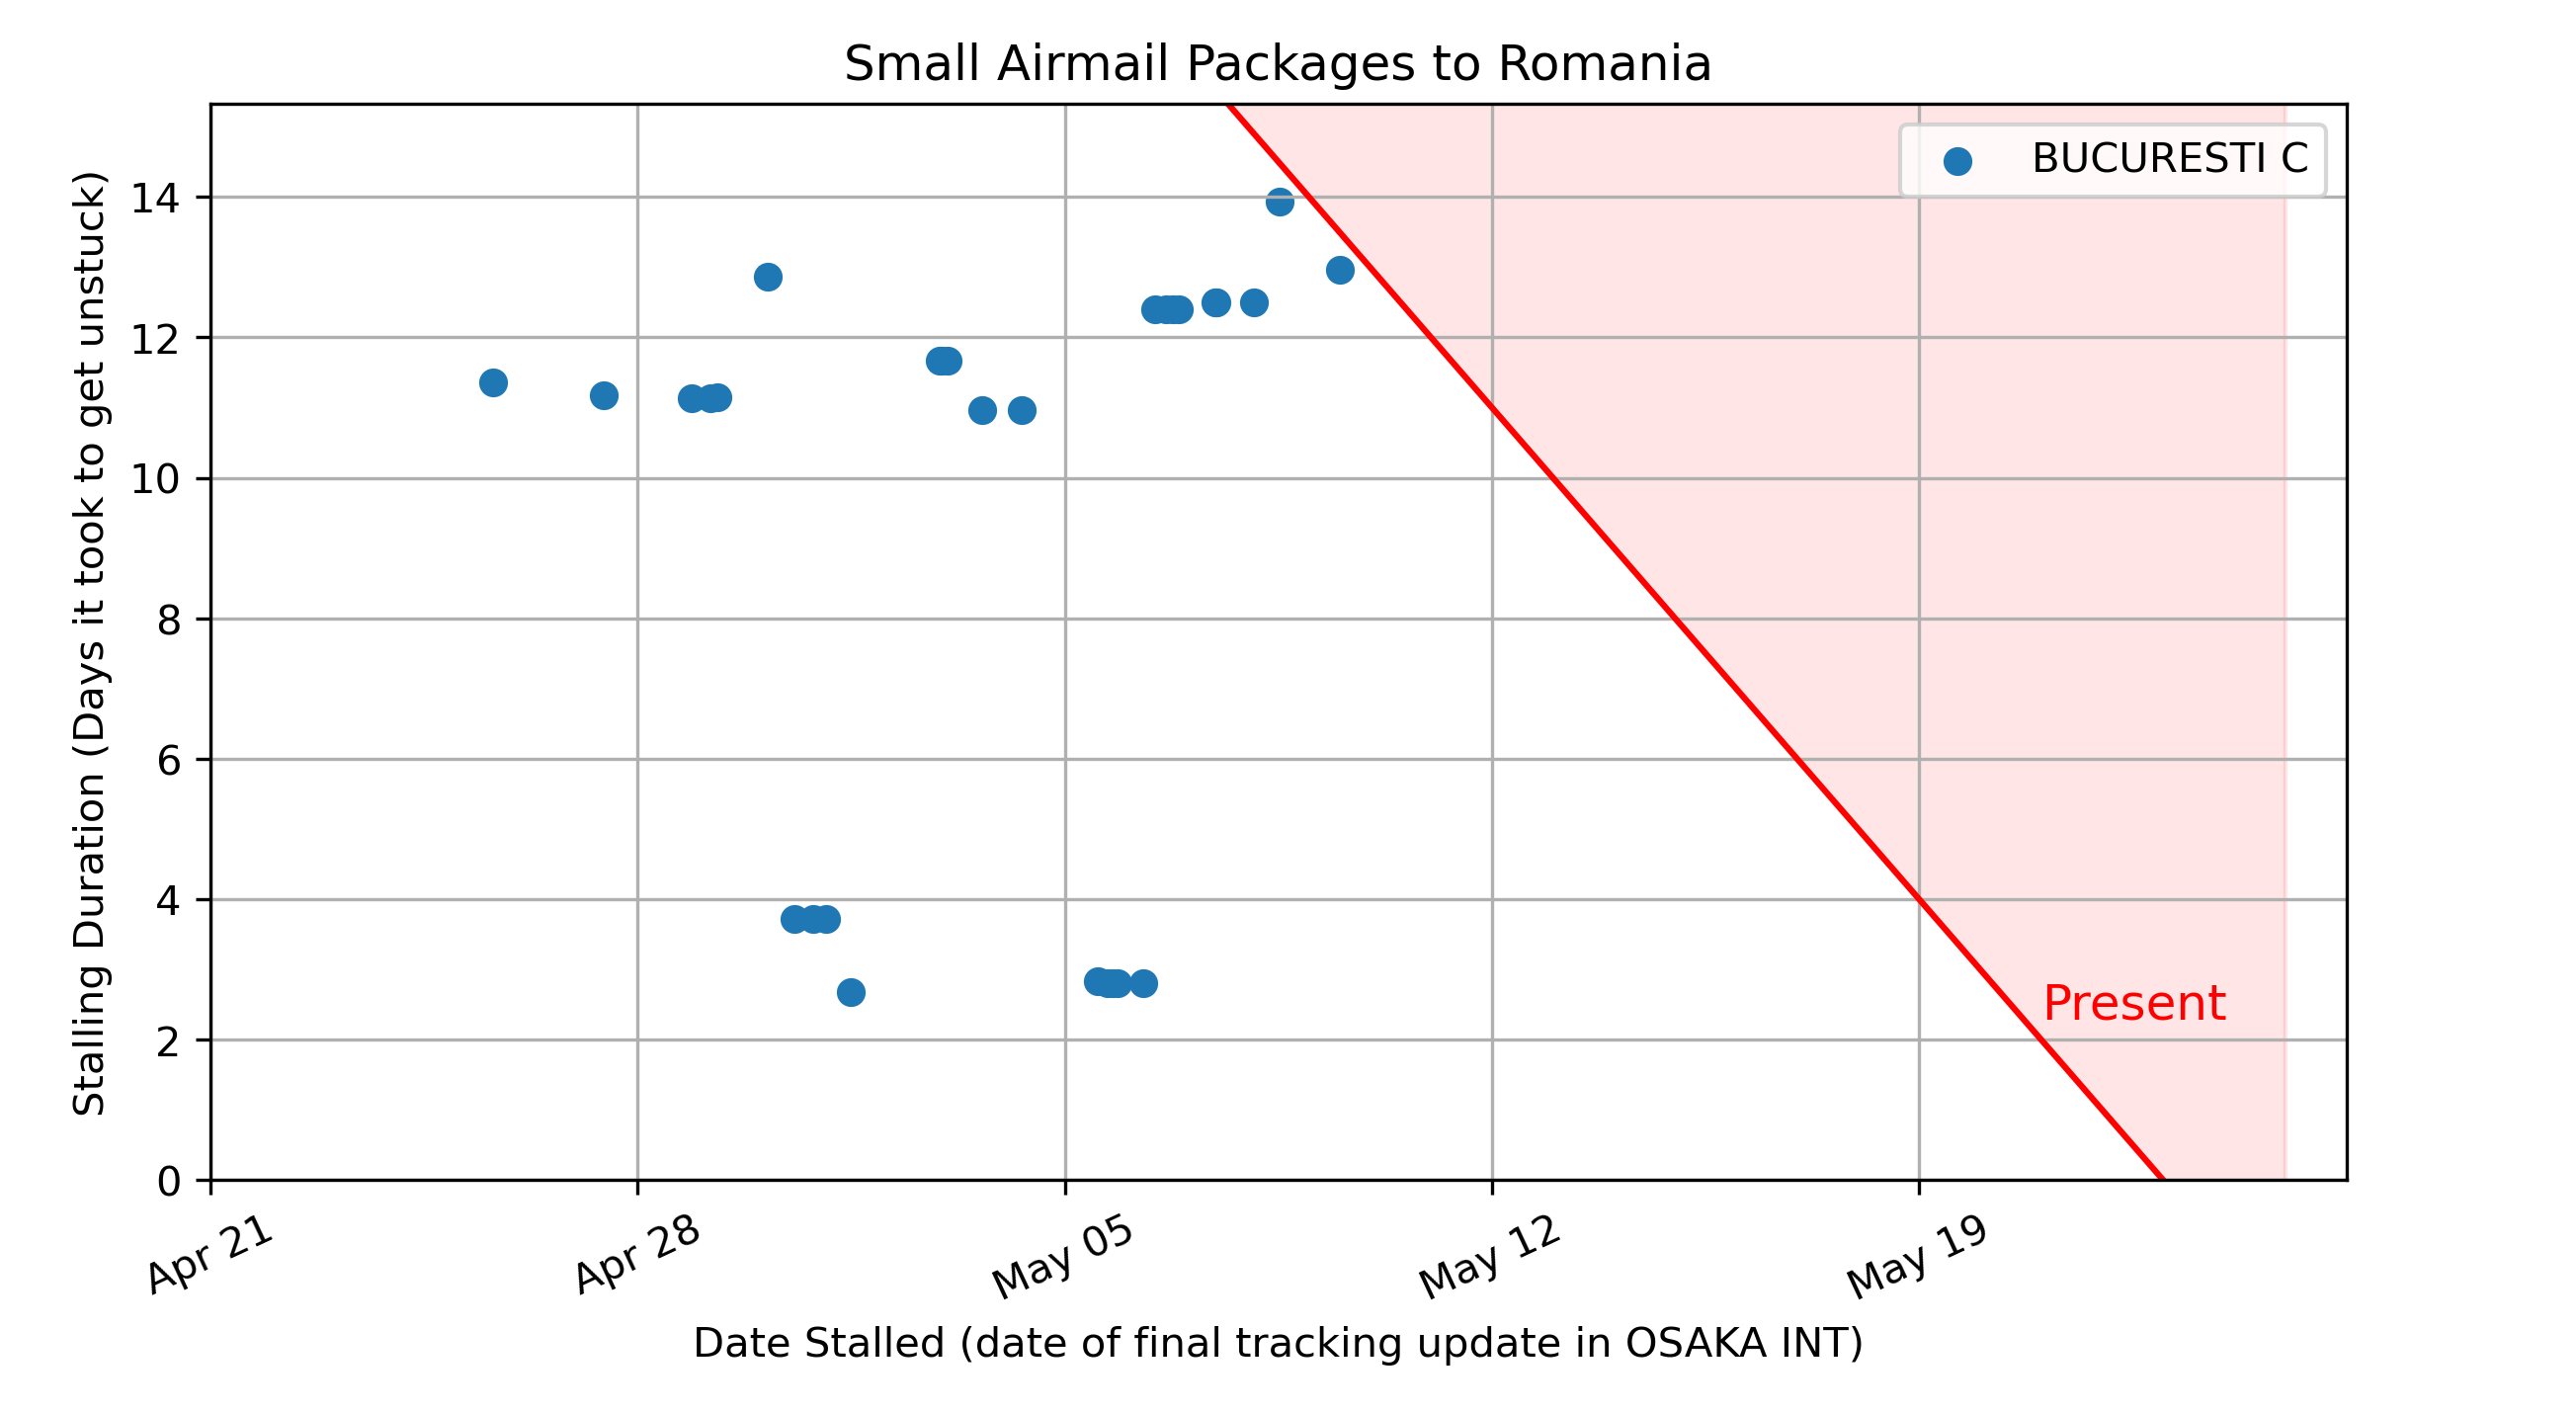 Small Airmail Packages to Romania
BUCURESTI C
Stalling Duration (Days it took to get unstuck)
14
12
10
8
6
4
2
0
Present
Apr 21
Apr 28
May 05
May 12
May 19
Date Stalled (date of final tracking update in OSAKA INT)